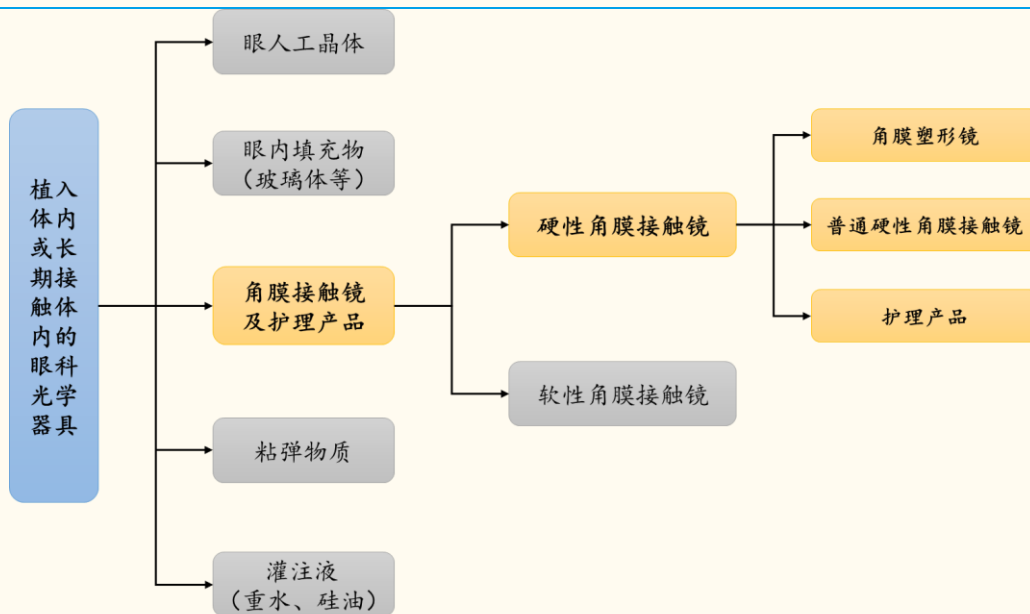 植入
体内
或长
期接
触体
内的
眼科
光学
器具
眼人工晶体
眼内填充物
（玻璃体等）
角膜接触镜
及护理产品
粘弹物质
灌注液
（重水、硅油）
硬性角膜接触镜
软性角膜接触镜
角膜塑形镜
普通硬性角膜接触镜
护理产品